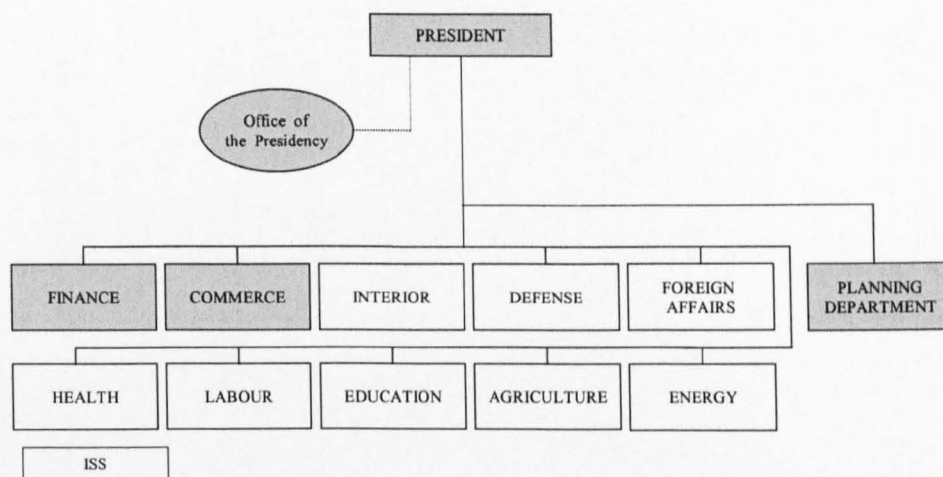 PRESIDENT
Office of
the Presidency
FINANCE
COMMERCE
INTERIOR
DEFENSE
FOREIGN
AFFAIRS
PLANNING
DEPARTMENT
HEALTH
LABOUR
EDUCATION
AGRICULTURE
ENERGY
ISS